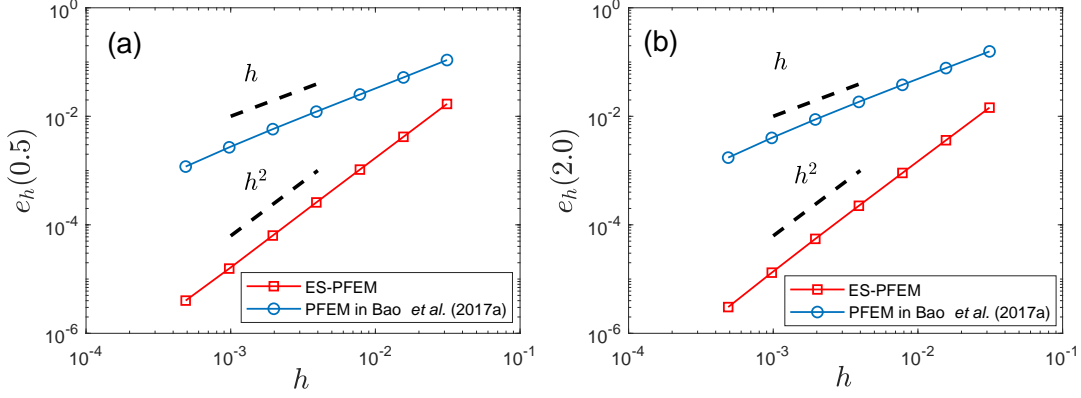 (a)
10^0
10^-2
10^-4
10^-6
e_h(0.5)
h
h^2
ES-PFEM
PFEM in Bao et al. (2017a)
10^-4 10^-3 10^-2 10^-1
h
(b)
10^0
10^-2
10^-4
10^-6
e_h(2.0)
h
h^2
ES-PFEM
PFEM in Bao et al. (2017a)
10^-4 10^-3 10^-2 10^-1
h